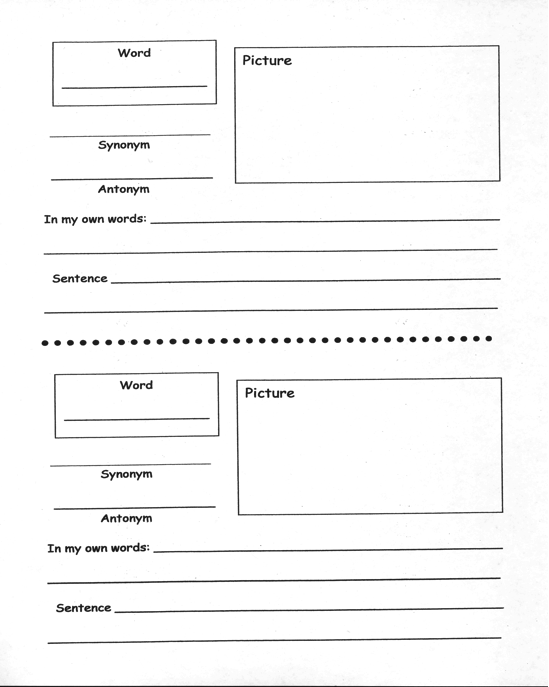 Word
Picture
Synonym
Antonym
In my own words:
Sentence
Word
Picture
Synonym
Antonym
In my own words:
Sentence